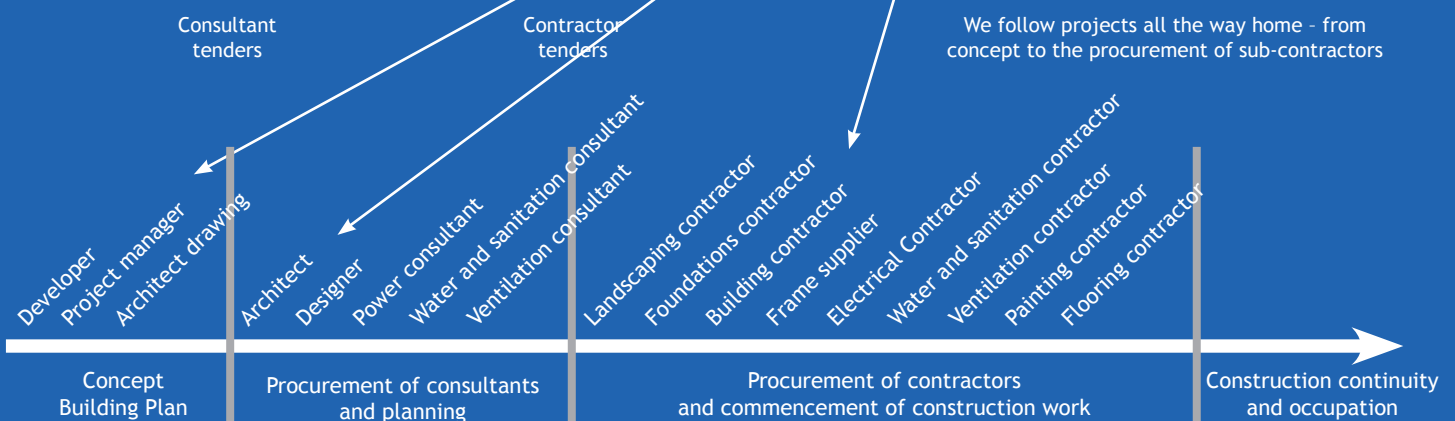 Consultant
tenders
Contractor
tenders
We follow projects all the way home - from
concept to the procurement of sub-contractors
Developer
Project manager
Architect drawing
Architect
Designer
Power consultant
Water and sanitation consultant
Ventilation consultant
Landscaping contractor
Foundations contractor
Building contractor
Frame supplier
Electrical Contractor
Water and sanitation contractor
Ventilation contractor
Painting contractor
Flooring contractor
Concept
Building Plan
Procurement of consultants
and planning
Procurement of contractors
and commencement of construction work
Construction continuity
and occupation